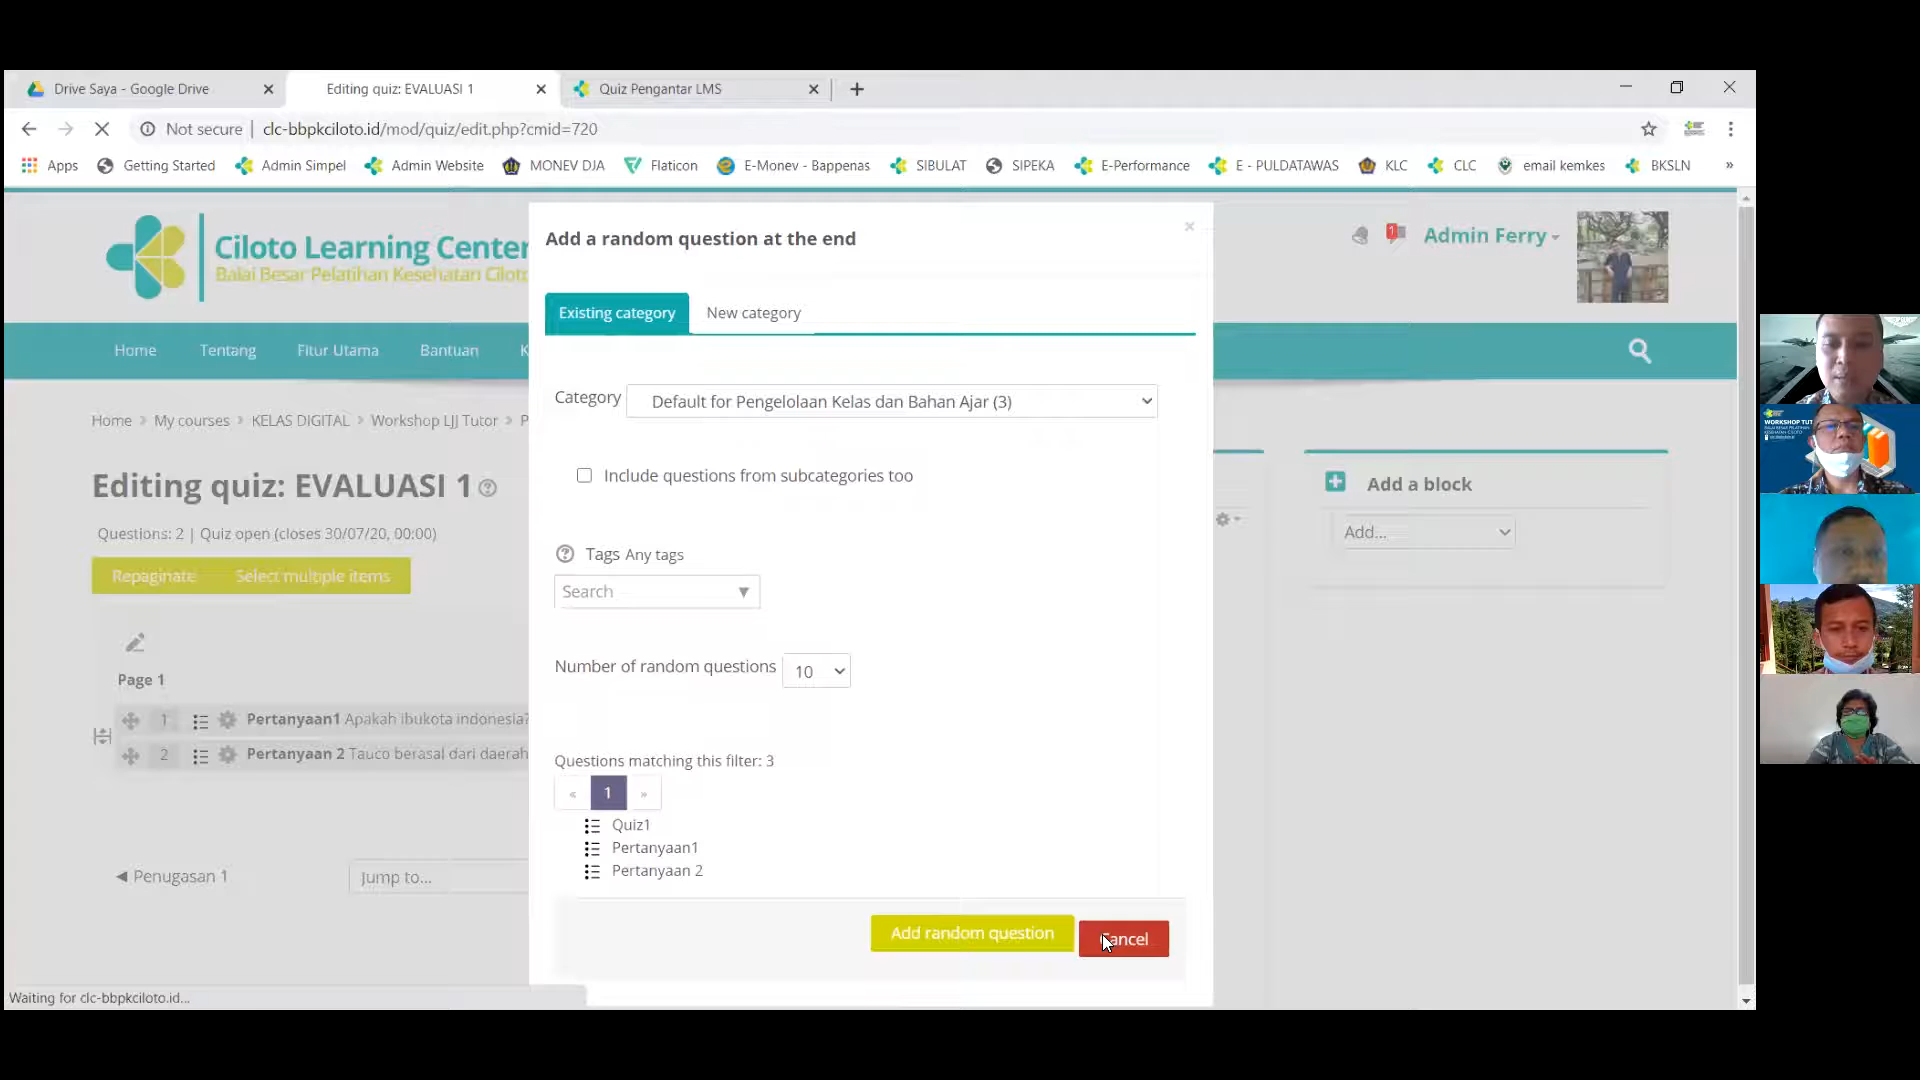 Drive Saya - Google Drive
Editing quiz: EVALUASI 1
Quiz Pengantar LMS
Not secure
clc-bbpkciloto.id/mod/quiz/edit.php?cmid=720
Apps
Getting Started
Admin Simpel
Admin Website
MONEV DJA
Flaticon
E-Monev - Bappenas
SIBULAT
SIPEKA
E-Performance
E - PULDATAWAS
KLC
CLC
email kemkes
BKSLN
»
Ciloto Learning Center
Balai Besar Pelatihan Kesehatan Ciloto
1
Admin Ferry
Home
Tentang
Fitur Utama
Bantuan
K
Home > My courses > KELAS DIGITAL > Workshop LJJ Tutor > P
Editing quiz: EVALUASI 1
Questions: 2 | Quiz open (closes 30/07/20, 00:00)
Repaginate
Select multiple items
Page 1
1 Pertanyaan1 Apakah ibukota indonesia?
2 Pertanyaan 2 Tauco berasal dari daerah
◄ Penugasan 1
Jump to...
Add a random question at the end
×
Existing category
New category
Category
Default for Pengelolaan Kelas dan Bahan Ajar (3)
Include questions from subcategories too
Tags Any tags
Search ▼
Number of random questions
10
Questions matching this filter: 3
« 1 »
Quiz1
Pertanyaan1
Pertanyaan 2
Add random question
Cancel
Add a block
Add...
Waiting for clc-bbpkciloto.id...
WORKSHOP TUT